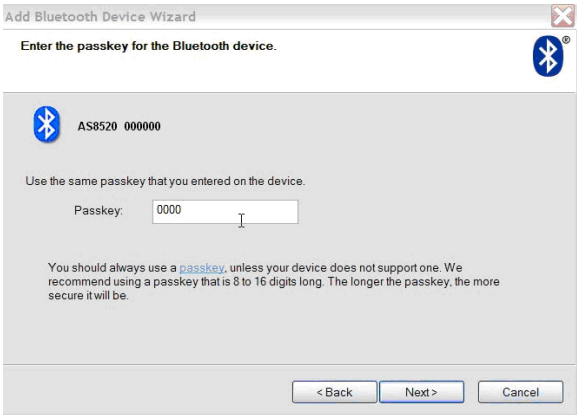 Add Bluetooth Device Wizard
Enter the passkey for the Bluetooth device.
®
AS8520 000000
Use the same passkey that you entered on the device.
Passkey: 0000
You should always use a passkey, unless your device does not support one. We
recommend using a passkey that is 8 to 16 digits long. The longer the passkey, the more
secure it will be.
< Back Next > Cancel